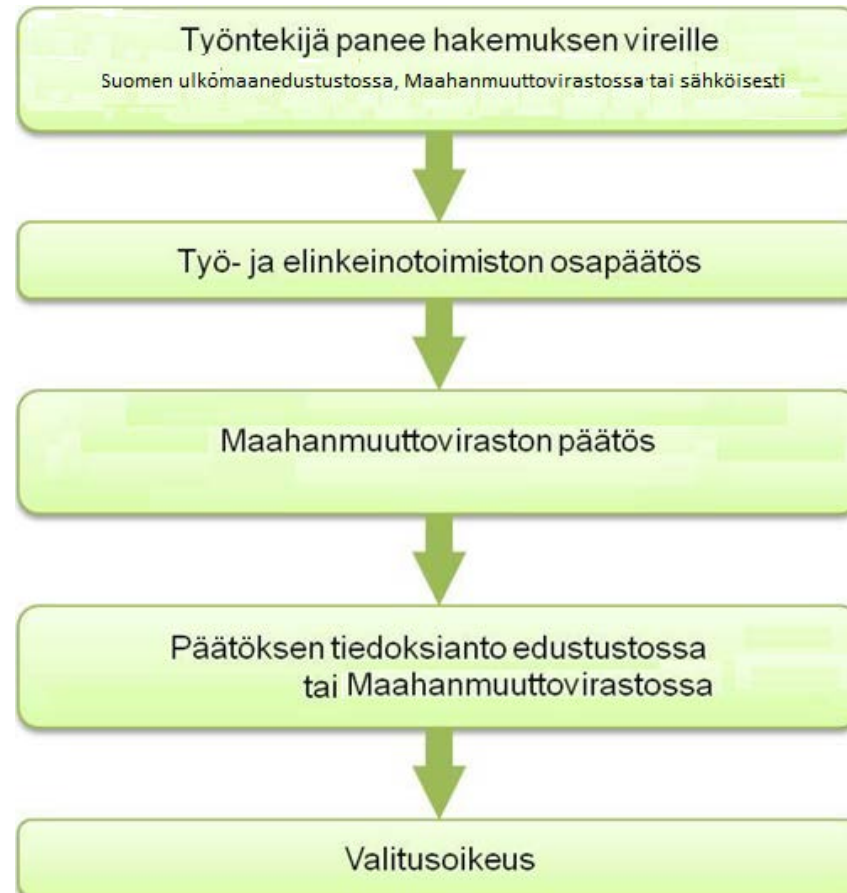 Työntekijä panee hakemuksen vireille
Suomen ulkomaanedustustossa, Maahanmuuttovirastossa tai sähköisesti
Työ- ja elinkeinotoimiston osapäätös
Maahanmuuttoviraston päätös
Päätöksen tiedoksianto edustustossa
tai Maahanmuuttovirastossa
Valitusoikeus